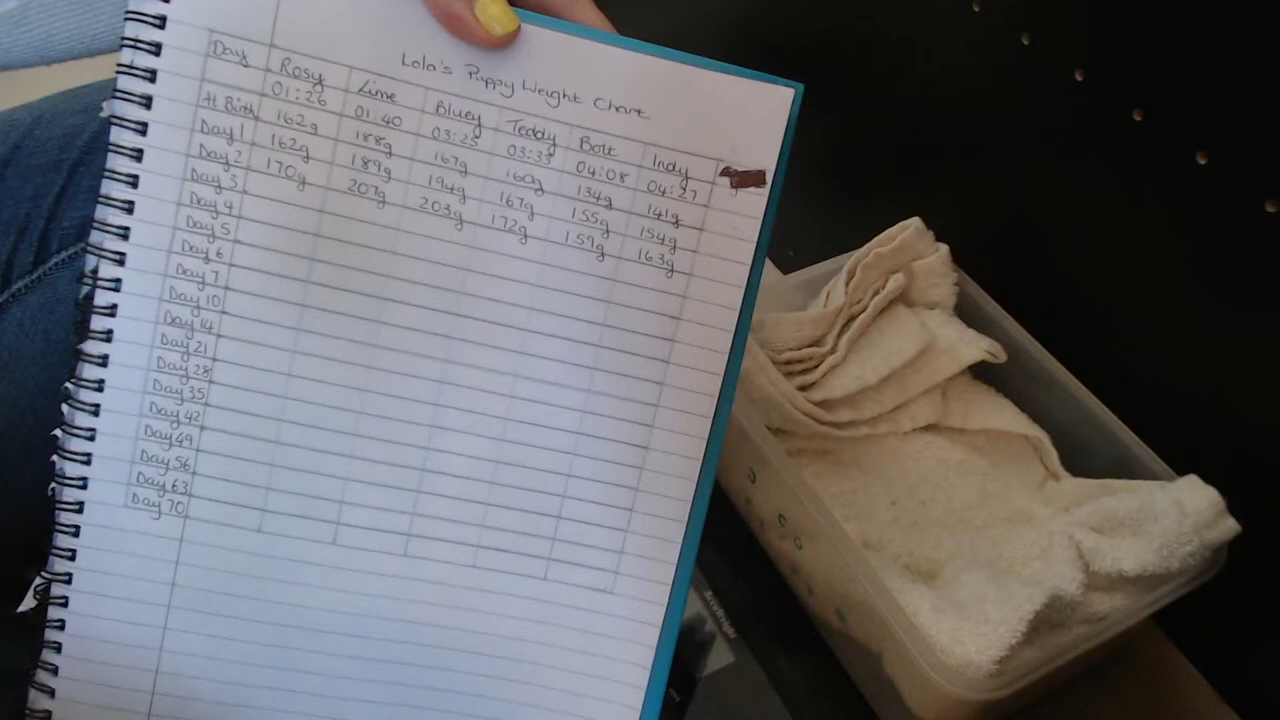 Lola's Puppy Weight Chart
Day Rosy Lime Bluey Teddy Bolt Indy
01:26 01:40 03:25 03:33 04:08 04:27
At Birth 162g 188g 167g 160g 134g 141g
Day 1 162g 189g 194g 167g 155g 154g
Day 2 170g 207g 203g 172g 159g 163g
Day 3
Day 4
Day 5
Day 6
Day 7
Day 10
Day 14
Day 21
Day 28
Day 35
Day 42
Day 49
Day 56
Day 63
Day 70